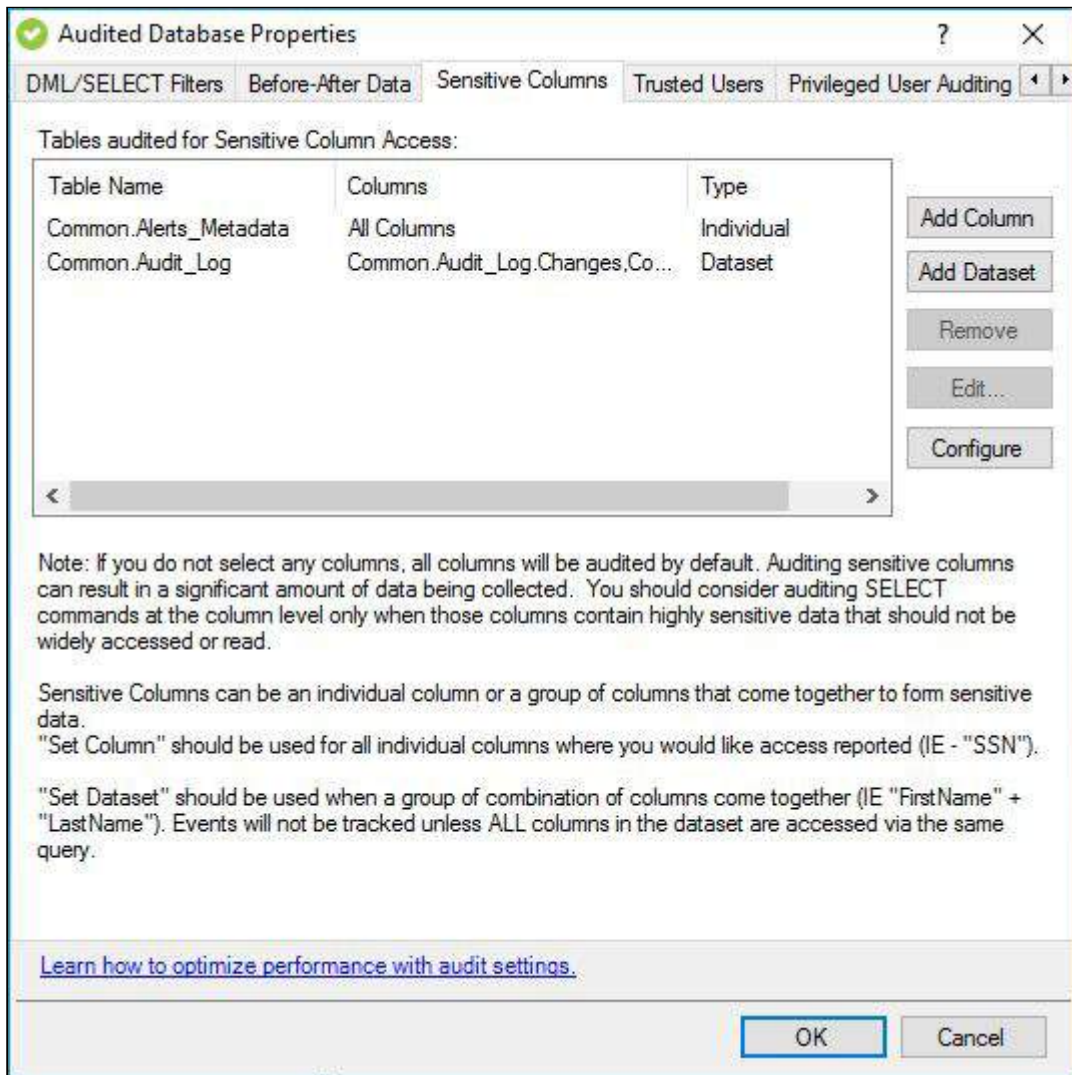 Audited Database Properties
?
DML/SELECT Filters Before-After Data Sensitive Columns Trusted Users Privileged User Auditing
Tables audited for Sensitive Column Access:
Table Name Columns Type
Common.Alerts_Metadata All Columns Individual
Common.Audit_Log Common.Audit_Log.Changes,Co... Dataset
Add Column
Add Dataset
Remove
Edit...
Configure
Note: If you do not select any columns, all columns will be audited by default. Auditing sensitive columns
can result in a significant amount of data being collected. You should consider auditing SELECT
commands at the column level only when those columns contain highly sensitive data that should not be
widely accessed or read.
Sensitive Columns can be an individual column or a group of columns that come together to form sensitive
data.
"Set Column" should be used for all individual columns where you would like access reported (IE - "SSN").
"Set Dataset" should be used when a group of combination of columns come together (IE "FirstName" +
"LastName"). Events will not be tracked unless ALL columns in the dataset are accessed via the same
query.
Learn how to optimize performance with audit settings.
OK Cancel